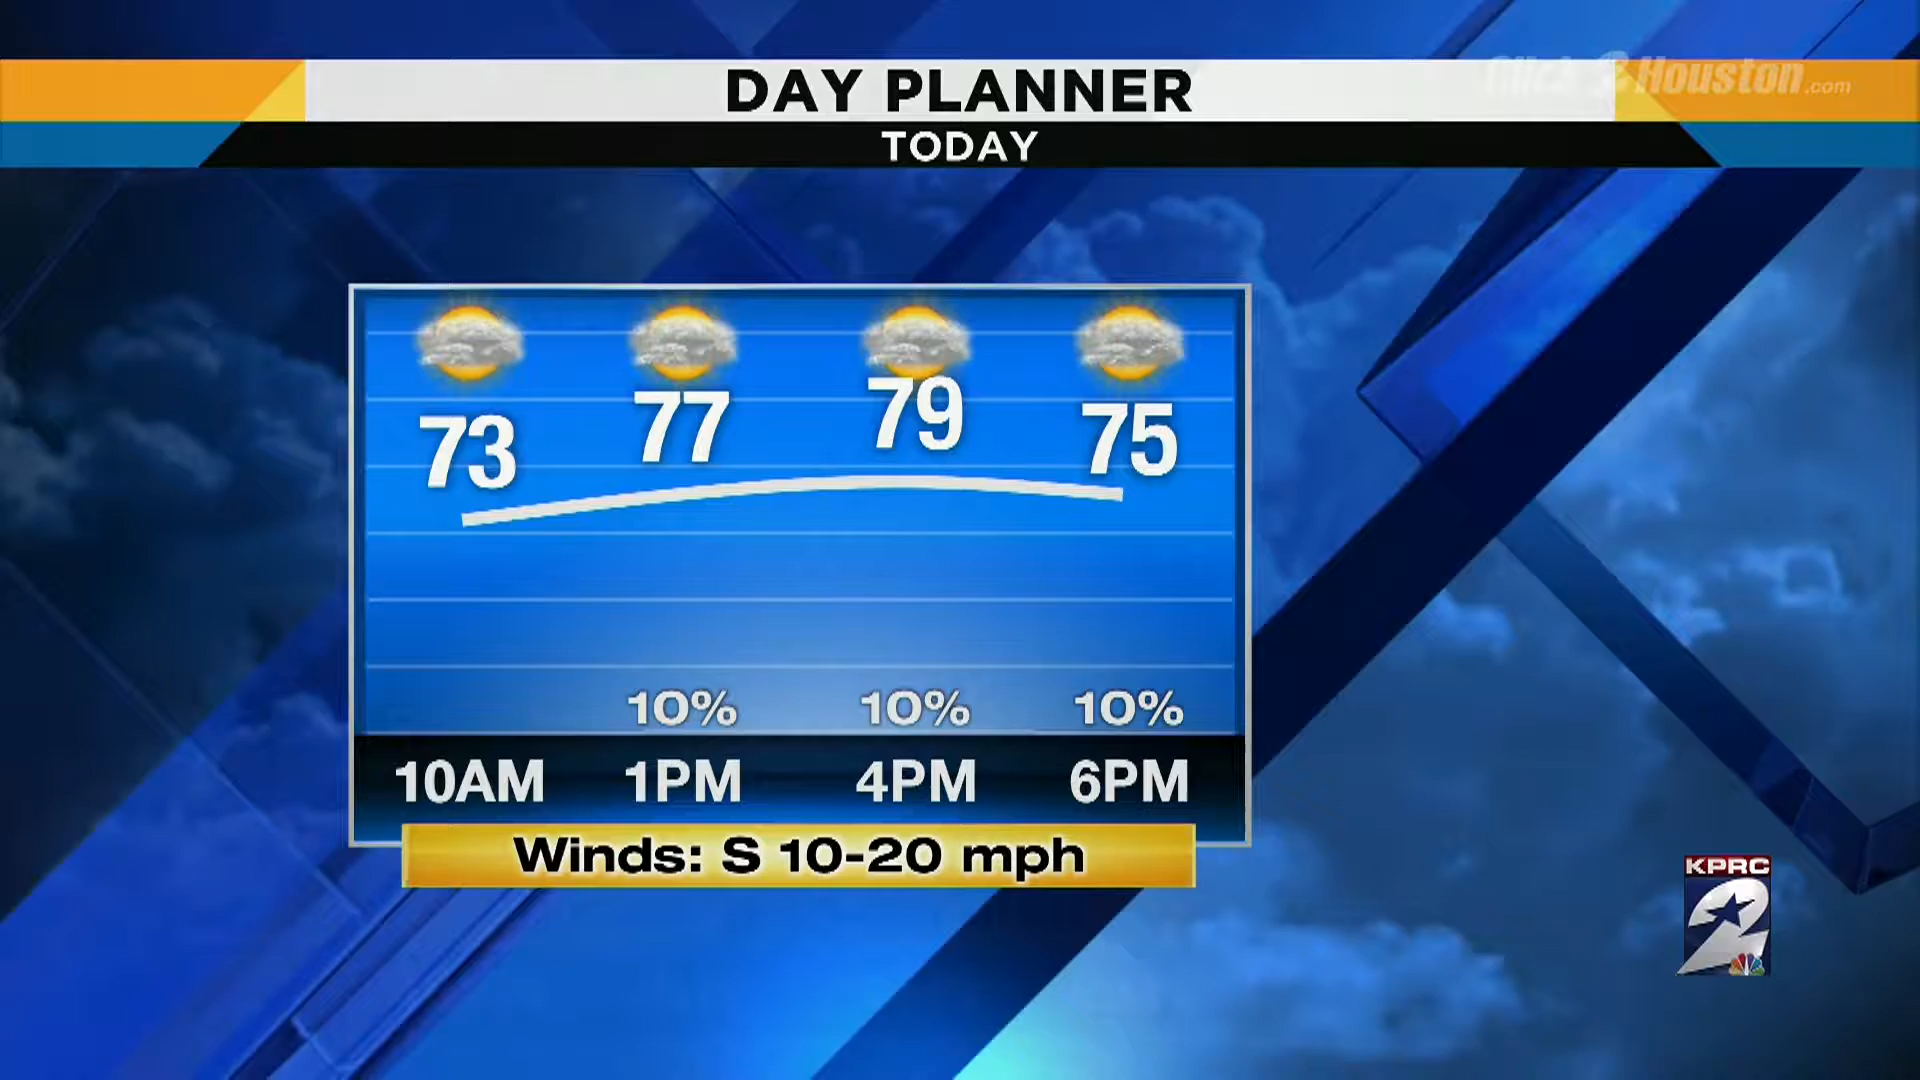 DAY PLANNER
Click2Houston.com
TODAY
73 77 79 75
10% 10% 10%
10AM 1PM 4PM 6PM
Winds: S 10-20 mph
KPRC
2